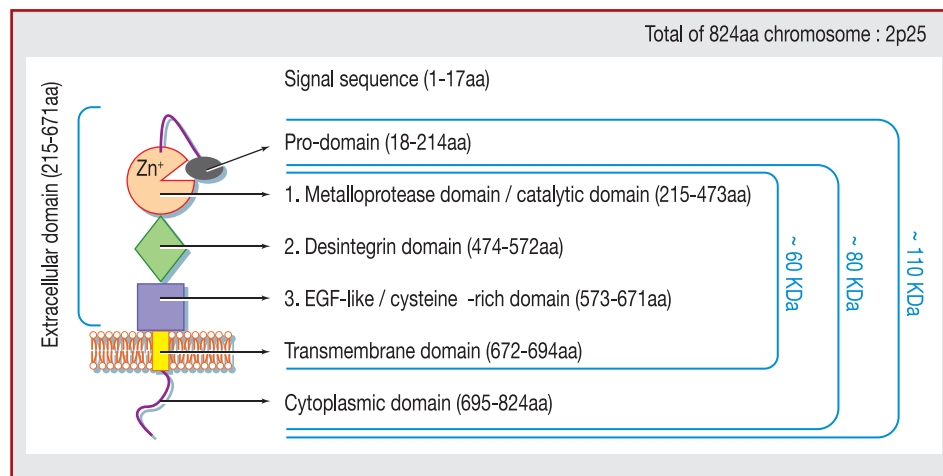 Total of 824aa chromosome : 2p25
Extracellular domain (215-671aa)
Signal sequence (1-17aa)
Pro-domain (18-214aa)
Zn⁺
1. Metalloprotease domain / catalytic domain (215-473aa)
2. Desintegrin domain (474-572aa)
3. EGF-like / cysteine -rich domain (573-671aa)
Transmembrane domain (672-694aa)
Cytoplasmic domain (695-824aa)
~ 60 KDa
~ 80 KDa
~ 110 KDa